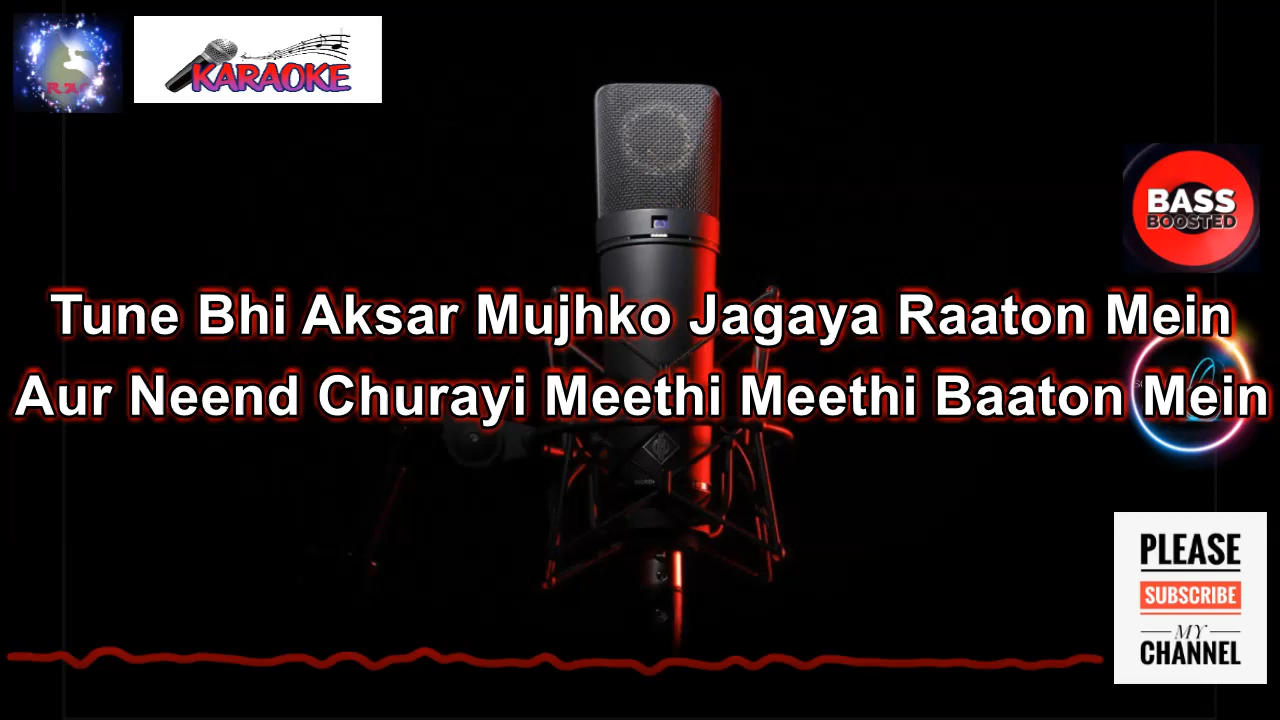 KARAOKE
BASS
BOOSTED
Tune Bhi Aksar Mujhko Jagaya Raaton Mein
Aur Neend Churayi Meethi Meethi Baaton Mein
PLEASE
SUBSCRIBE
MY
CHANNEL